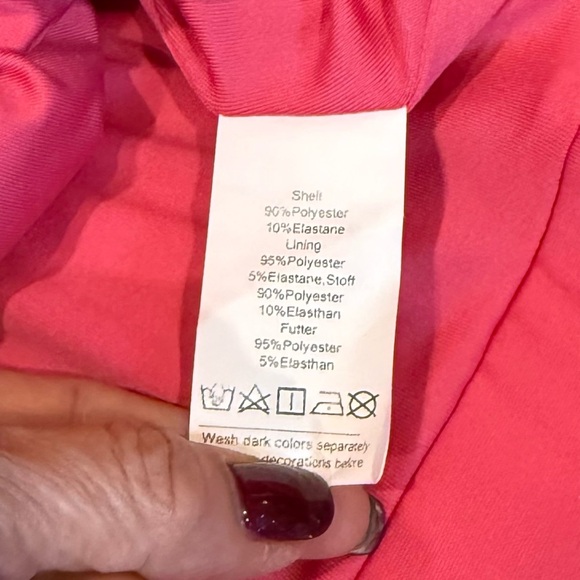 Shell
90%Polyester
10%Elastane
Lining
95%Polyester
5%Elastane,Stoff
90%Polyester
10%Elasthan
Futter
95%Polyester
5%Elasthan
Wash dark colors separately
decorations before